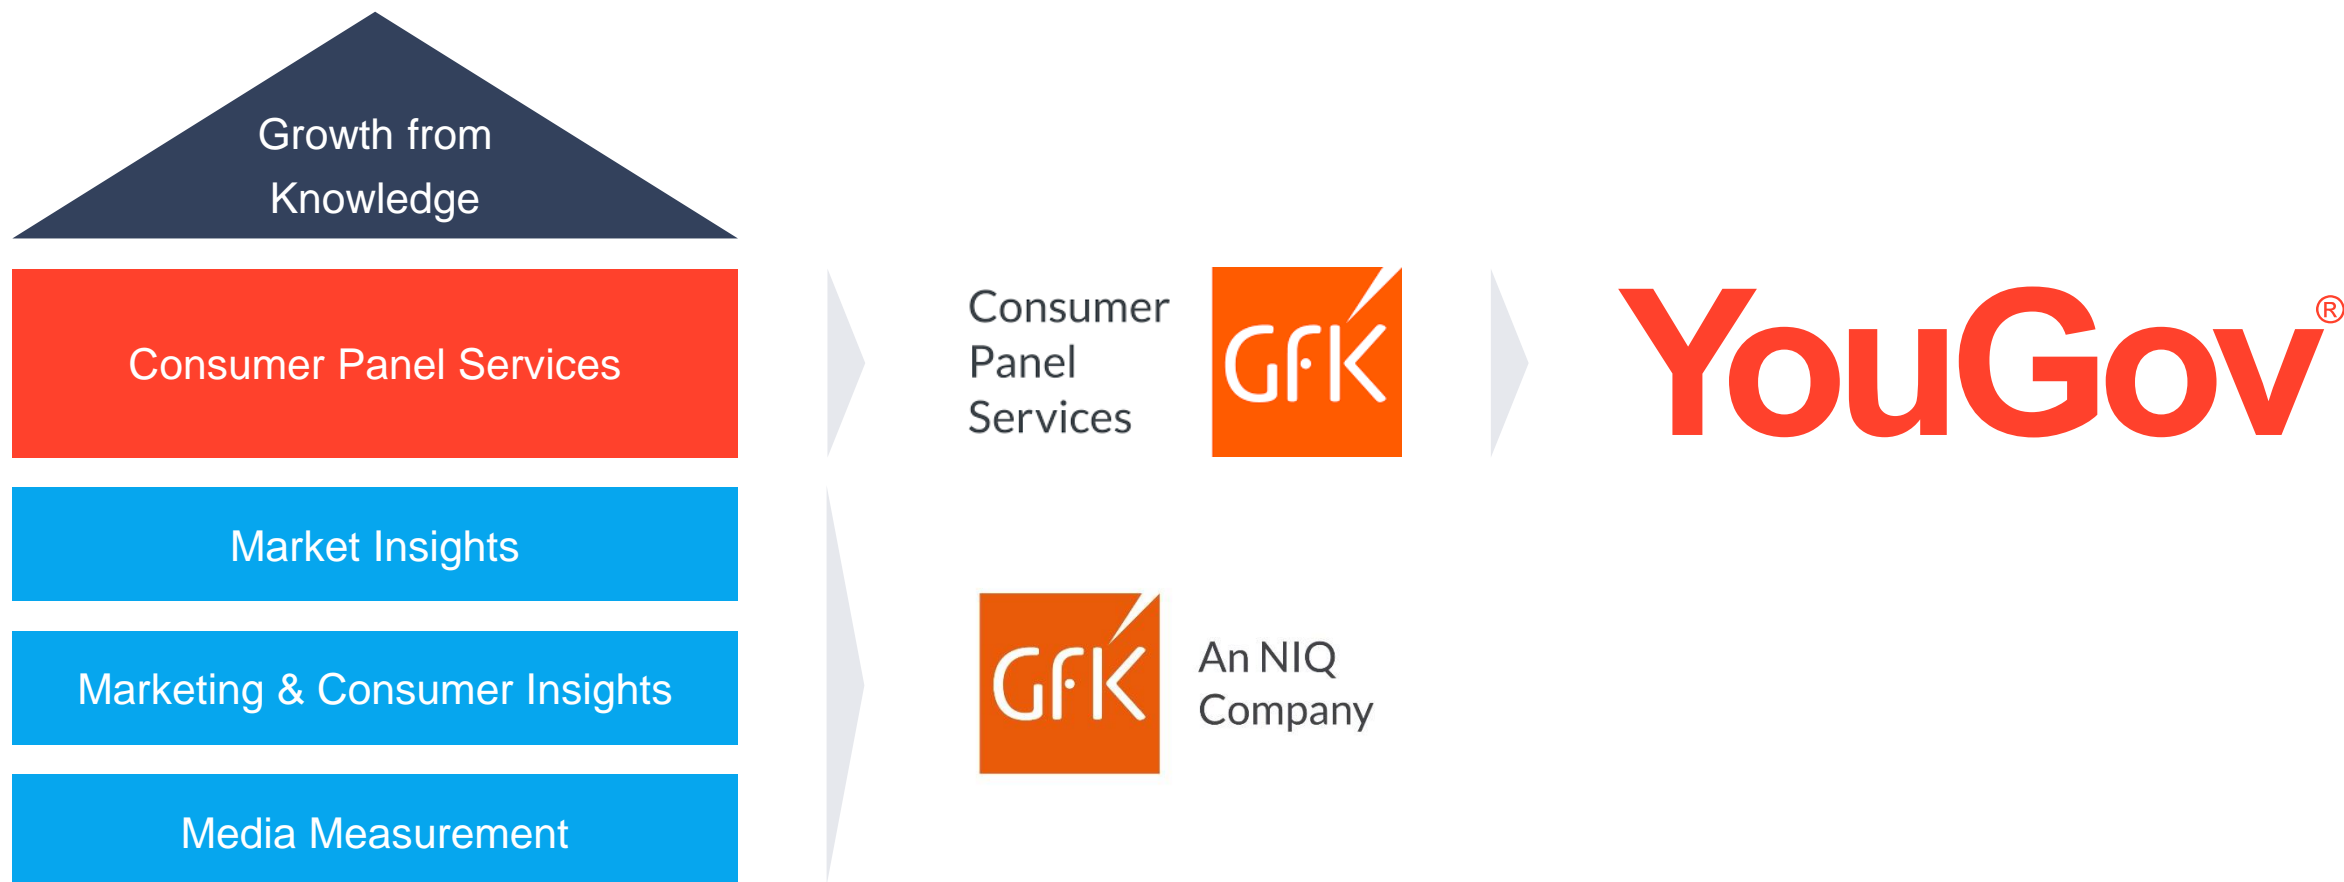 Growth from
Knowledge
Consumer Panel Services
Consumer
Panel
Services
GFK
YouGov®
Market Insights
Marketing & Consumer Insights
Media Measurement
GFK
An NIQ
Company